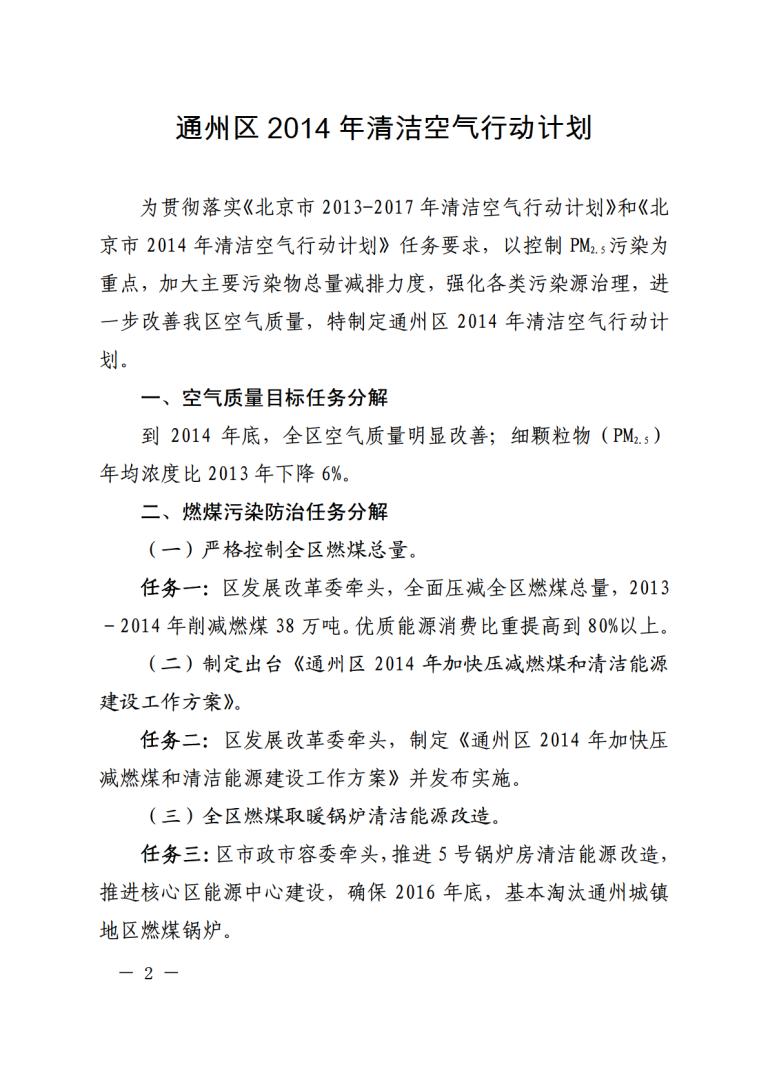 通州区 2014 年清洁空气行动计划
为贯彻落实《北京市 2013-2017 年清洁空气行动计划》和《北
京市 2014 年清洁空气行动计划》任务要求，以控制 PM2.5 污染为
重点，加大主要污染物总量减排力度，强化各类污染源治理，进
一步改善我区空气质量，特制定通州区 2014 年清洁空气行动计
划。
一、空气质量目标任务分解
到 2014 年底，全区空气质量明显改善；细颗粒物（PM2.5）
年均浓度比 2013 年下降 6%。
二、燃煤污染防治任务分解
（一）严格控制全区燃煤总量。
任务一：区发展改革委牵头，全面压减全区燃煤总量，2013
－2014 年削减燃煤 38 万吨。优质能源消费比重提高到 80%以上。
（二）制定出台《通州区 2014 年加快压减燃煤和清洁能源
建设工作方案》。
任务二：区发展改革委牵头，制定《通州区 2014 年加快压
减燃煤和清洁能源建设工作方案》并发布实施。
（三）全区燃煤取暖锅炉清洁能源改造。
任务三：区市政市容委牵头，推进 5 号锅炉房清洁能源改造，
推进核心区能源中心建设，确保 2016 年底，基本淘汰通州城镇
地区燃煤锅炉。
— 2 —